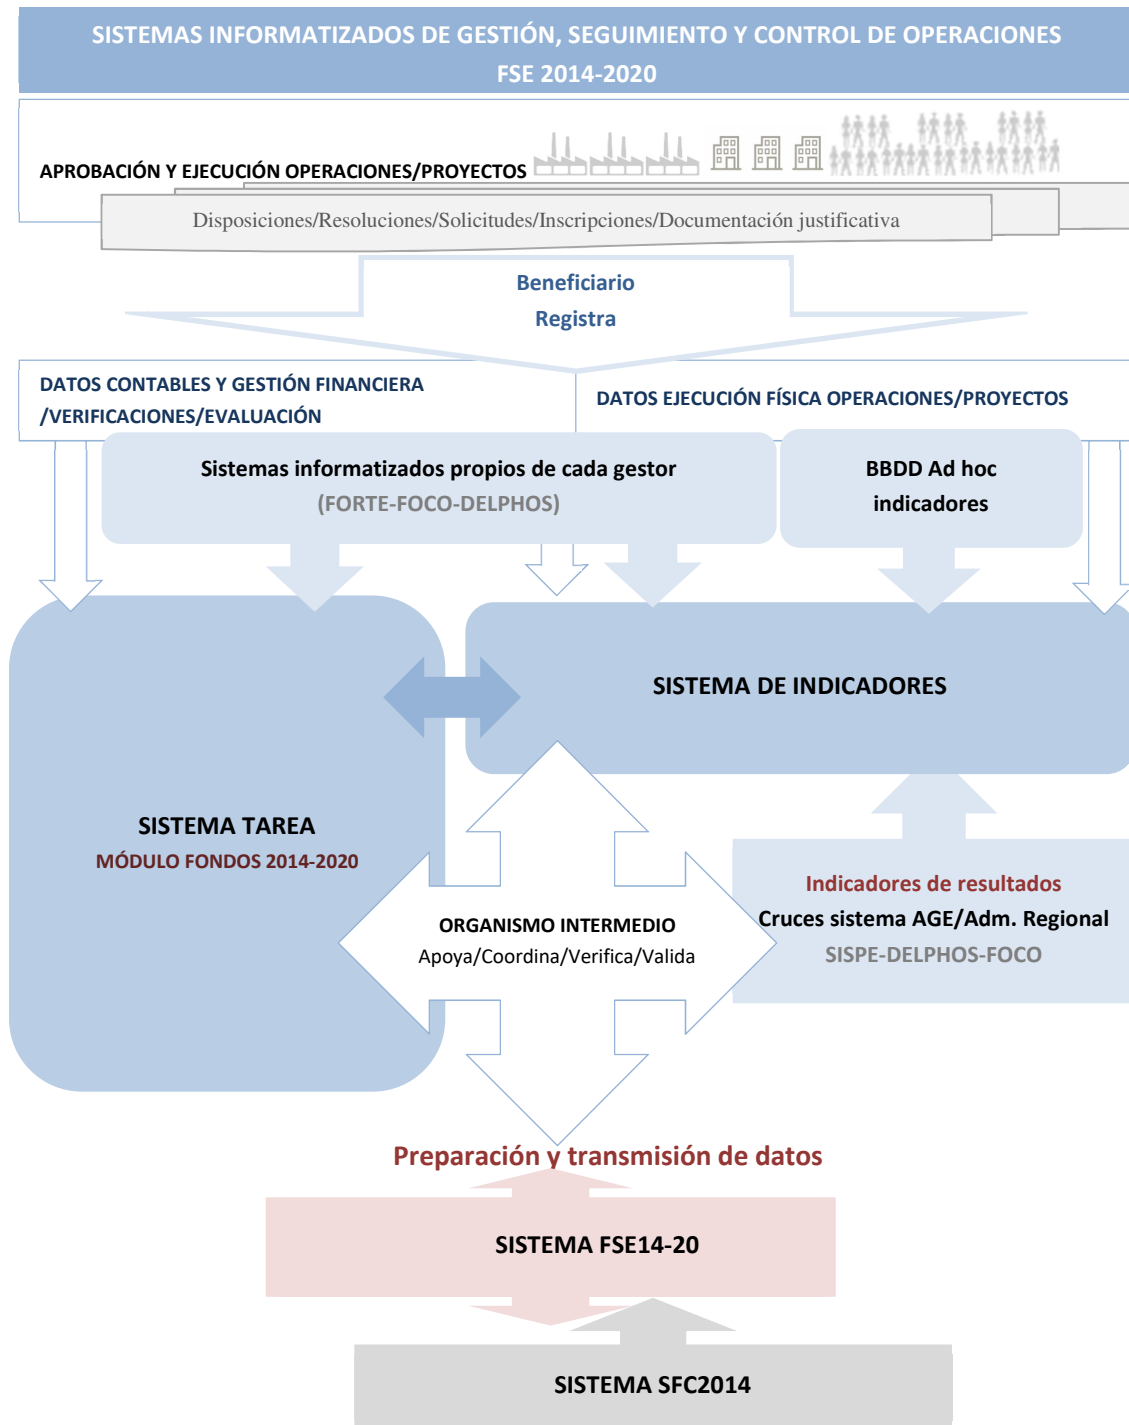 SISTEMAS INFORMATIZADOS DE GESTIÓN, SEGUIMIENTO Y CONTROL DE OPERACIONES
FSE 2014-2020
APROBACIÓN Y EJECUCIÓN OPERACIONES/PROYECTOS
Disposiciones/Resoluciones/Solicitudes/Inscripciones/Documentación justificativa
Beneficiario
Registra
DATOS CONTABLES Y GESTIÓN FINANCIERA
/VERIFICACIONES/EVALUACIÓN
DATOS EJECUCIÓN FÍSICA OPERACIONES/PROYECTOS
Sistemas informatizados propios de cada gestor
(FORTE-FOCO-DELPHOS)
BBDD Ad hoc
indicadores
SISTEMA DE INDICADORES
SISTEMA TAREA
MÓDULO FONDOS 2014-2020
ORGANISMO INTERMEDIO
Apoya/Coordina/Verifica/Valida
Indicadores de resultados
Cruces sistema AGE/Adm. Regional
SISPE-DELPHOS-FOCO
Preparación y transmisión de datos
SISTEMA FSE14-20
SISTEMA SFC2014